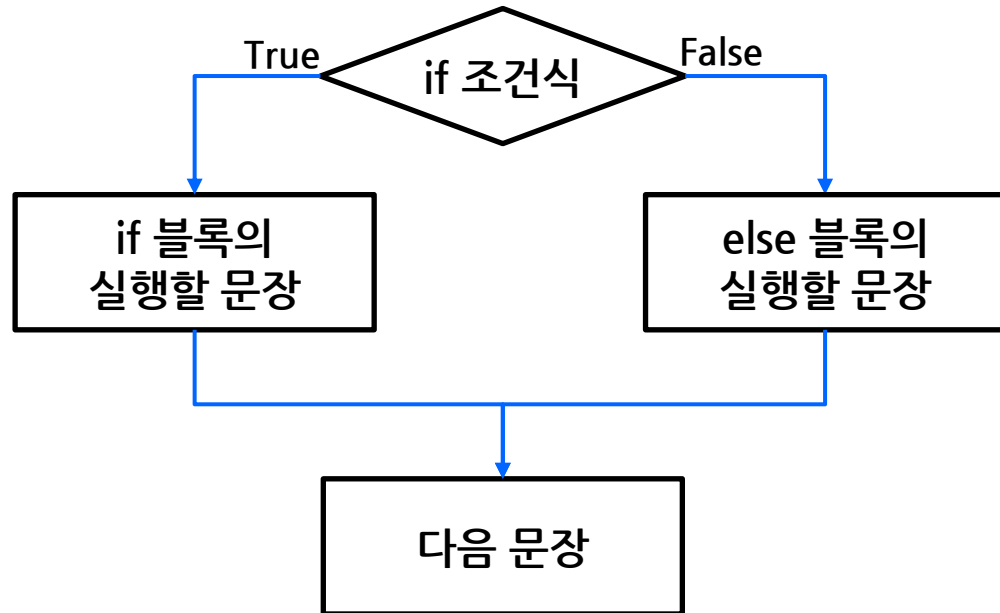 True
if 조건식
False
if 블록의
실행할 문장
else 블록의
실행할 문장
다음 문장